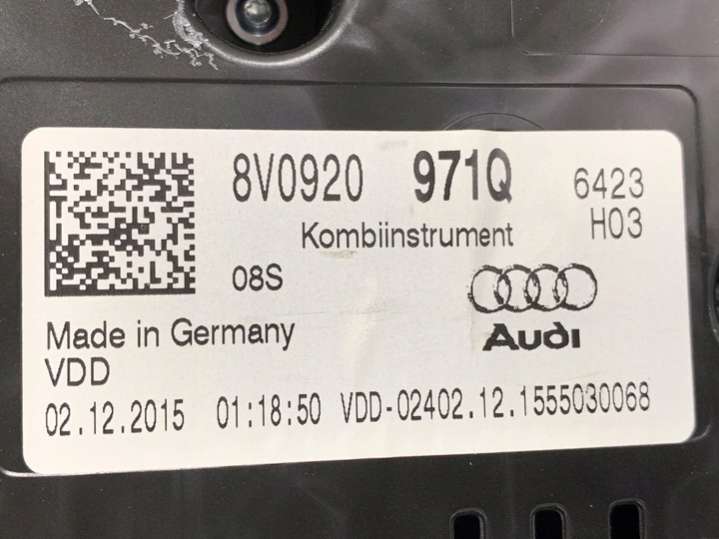 8V0920 971Q 6423
Kombiinstrument H03
08S
Audi
Made in Germany
VDD
02.12.2015 01:18:50 VDD-02402.12.1555030068